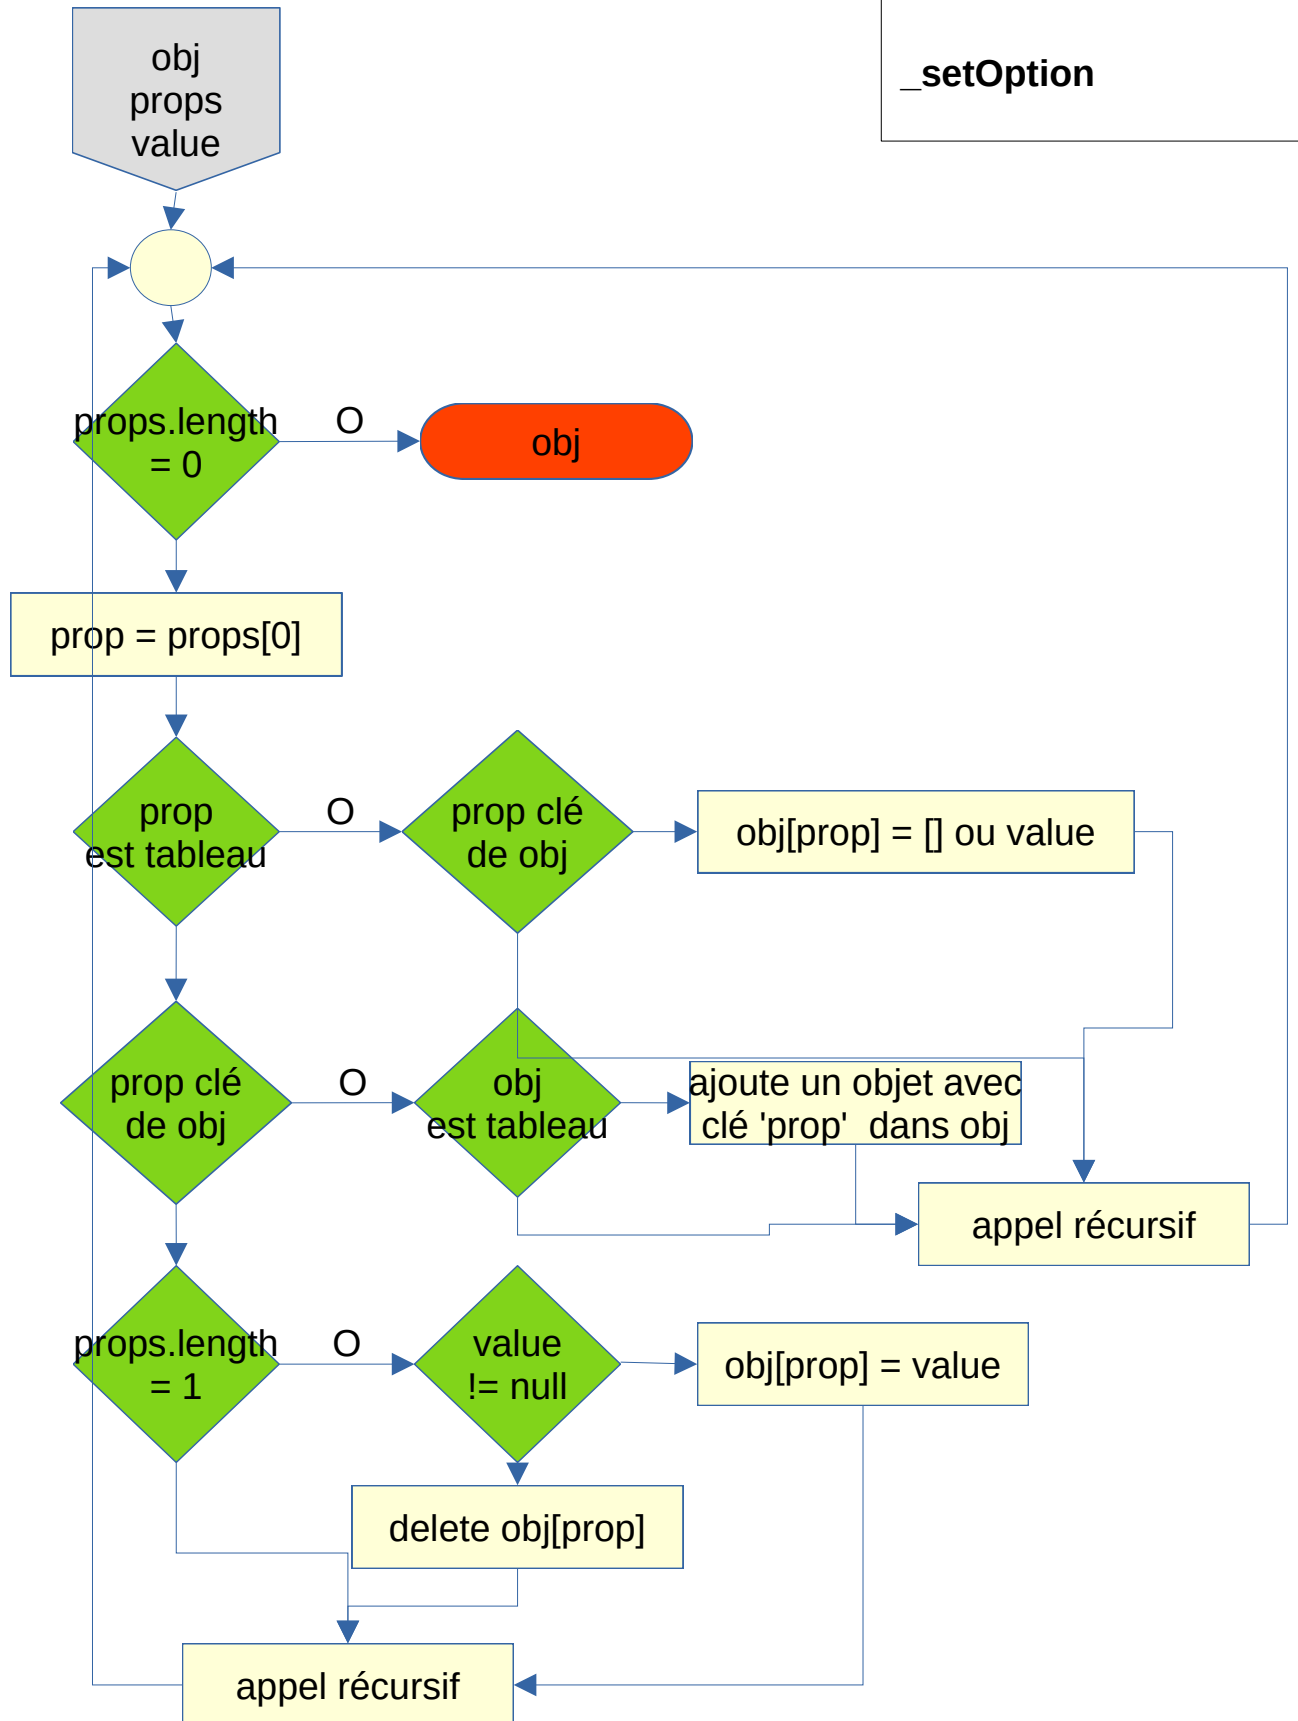 obj
props
value
_setOption
props.length
= 0
O
obj
prop = props[0]
prop
est tableau
O
prop clé
de obj
obj[prop] = [] ou value
prop clé
de obj
O
obj
est tableau
ajoute un objet avec
clé 'prop'  dans obj
appel récursif
props.length
= 1
O
value
!= null
obj[prop] = value
delete obj[prop]
appel récursif